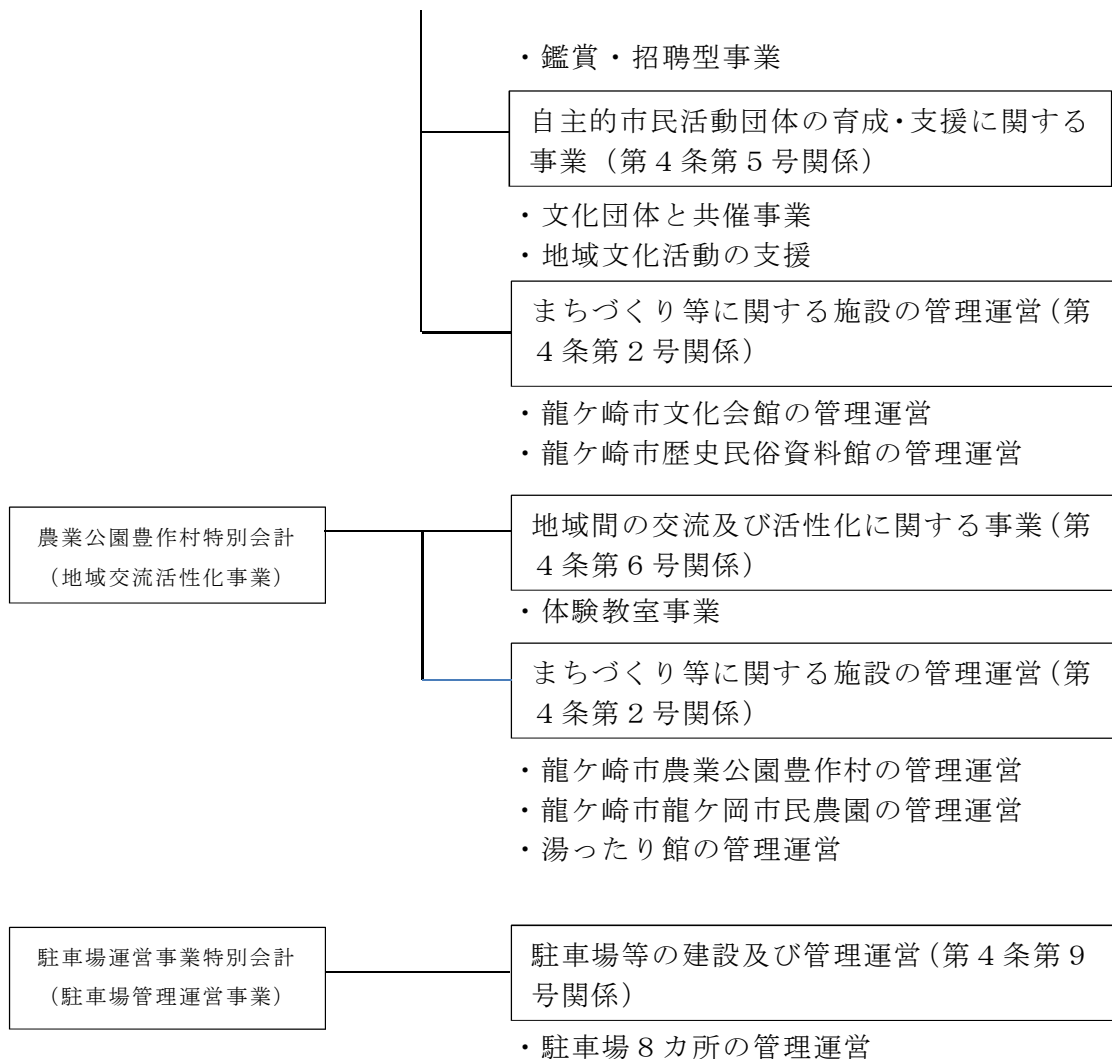 ・鑑賞・招聘型事業
自主的市民活動団体の育成・支援に関する
事業（第４条第５号関係）
・文化団体と共催事業
・地域文化活動の支援
まちづくり等に関する施設の管理運営（第
４条第２号関係）
・龍ケ崎市文化会館の管理運営
・龍ケ崎市歴史民俗資料館の管理運営
農業公園豊作村特別会計
（地域交流活性化事業）
地域間の交流及び活性化に関する事業（第
４条第６号関係）
・体験教室事業
まちづくり等に関する施設の管理運営（第
４条第２号関係）
・龍ケ崎市農業公園豊作村の管理運営
・龍ケ崎市龍ケ岡市民農園の管理運営
・湯ったり館の管理運営
駐車場運営事業特別会計
（駐車場管理運営事業）
駐車場等の建設及び管理運営（第４条第９
号関係）
・駐車場８カ所の管理運営